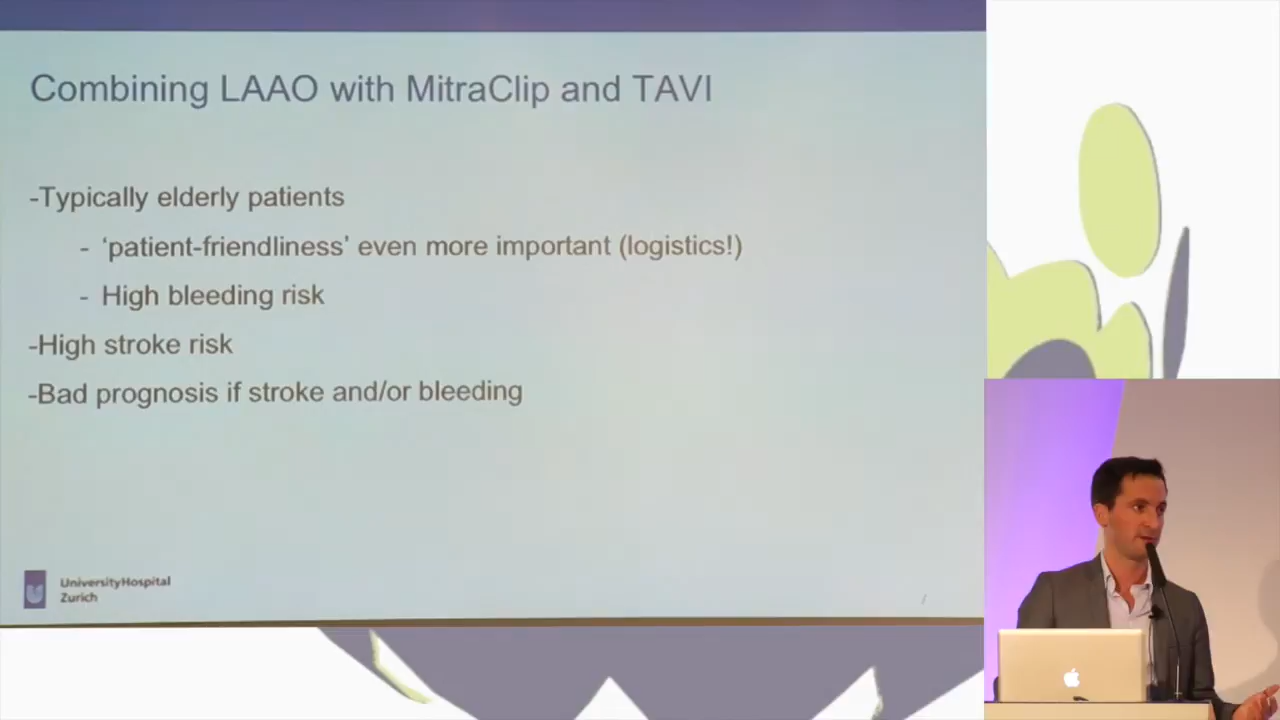 Combining LAAO with MitraClip and TAVI
-Typically elderly patients
- ‘patient-friendliness’ even more important (logistics!)
- High bleeding risk
-High stroke risk
-Bad prognosis if stroke and/or bleeding
UniversityHospital
Zurich